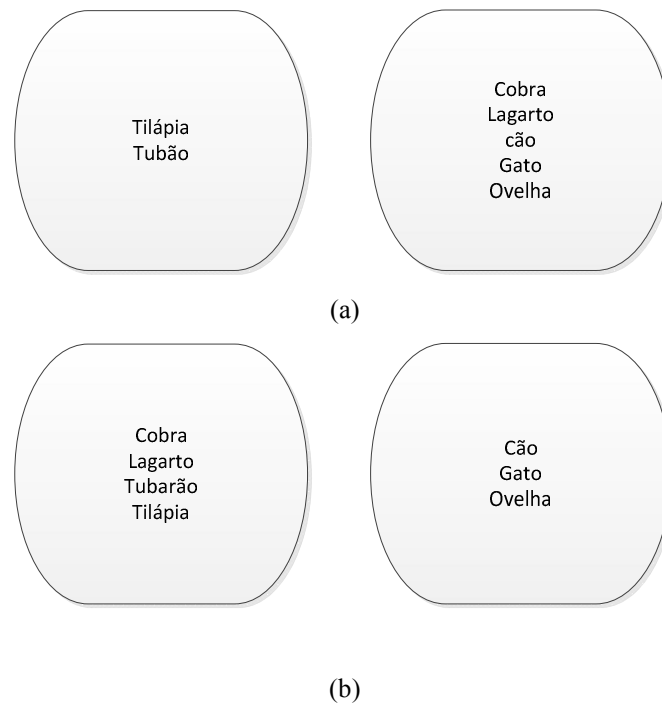 Tilápia
Tubão
Cobra
Lagarto
cão
Gato
Ovelha
(a)
Cobra
Lagarto
Tubarão
Tilápia
Cão
Gato
Ovelha
(b)